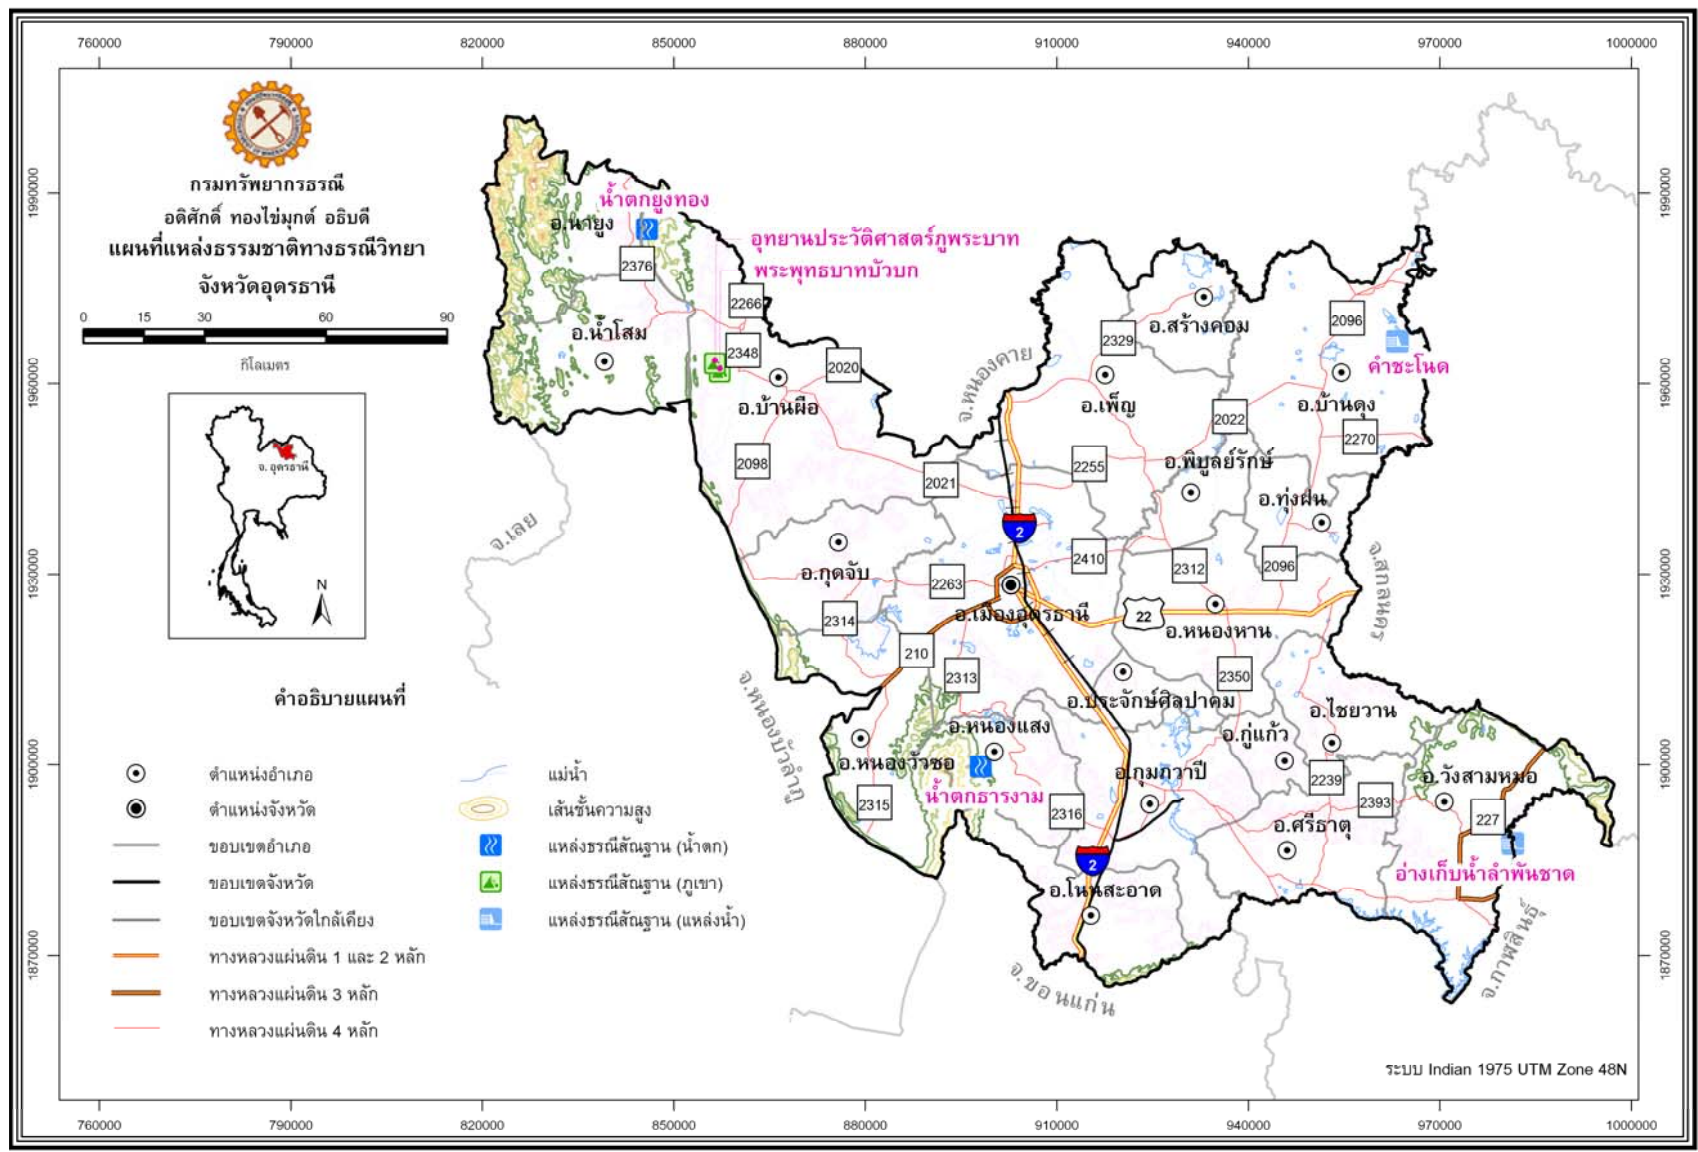 760000 790000 820000 850000 880000 910000 940000 970000 1000000
กรมทรัพยากรธรณี
อดิศักดิ์ ทองไข่มุกต์ อธิบดี
แผนที่แหล่งธรรมชาติทางธรณีวิทยา
จังหวัดอุดรธานี
0 15 30 60 90
กิโลเมตร
จ. อุดรธานี
N
1990000
1960000
1930000
1900000
1870000
น้ำตกยูงทอง
อ.นายูง
อุทยานประวัติศาสตร์ภูพระบาท
พระพุทธบาทบัวบก
2376
2266
อ.น้ำโสม
2348
2020
อ.บ้านผือ
2098
2021
จ.หนองคาย
อ.สร้างคอม
2329
2096
คำชะโนด
อ.เพ็ญ
2022
อ.บ้านดุง
2270
2255
อ.พิบูลย์รักษ์
อ.ทุ่งฝน
จ.เลย
2
2410
2312
2096
จ.สกลนคร
อ.กุดจับ
2263
2314
อ.เมืองอุดรธานี
22
อ.หนองหาน
210
2313
2350
จ.หนองบัวลำภู
อ.ประจักษ์ศิลปาคม
อ.ไชยวาน
อ.หนองแสง
อ.กู่แก้ว
อ.หนองวัวซอ
อ.กุมภวาปี
2239
อ.วังสามหมอ
น้ำตกธารงาม
2315
2316
2393
227
อ.ศรีธาตุ
2
อ่างเก็บน้ำลำพันชาด
อ.โนนสะอาด
จ.ขอนแก่น
จ.กาฬสินธุ์
คำอธิบายแผนที่
ตำแหน่งอำเภอ
ตำแหน่งจังหวัด
ขอบเขตอำเภอ
ขอบเขตจังหวัด
ขอบเขตจังหวัดใกล้เคียง
ทางหลวงแผ่นดิน 1 และ 2 หลัก
ทางหลวงแผ่นดิน 3 หลัก
ทางหลวงแผ่นดิน 4 หลัก
แม่น้ำ
เส้นชั้นความสูง
แหล่งธรณีสัณฐาน (น้ำตก)
แหล่งธรณีสัณฐาน (ภูเขา)
แหล่งธรณีสัณฐาน (แหล่งน้ำ)
1990000
1960000
1930000
1900000
1870000
ระบบ Indian 1975 UTM Zone 48N
760000 790000 820000 850000 880000 910000 940000 970000 1000000